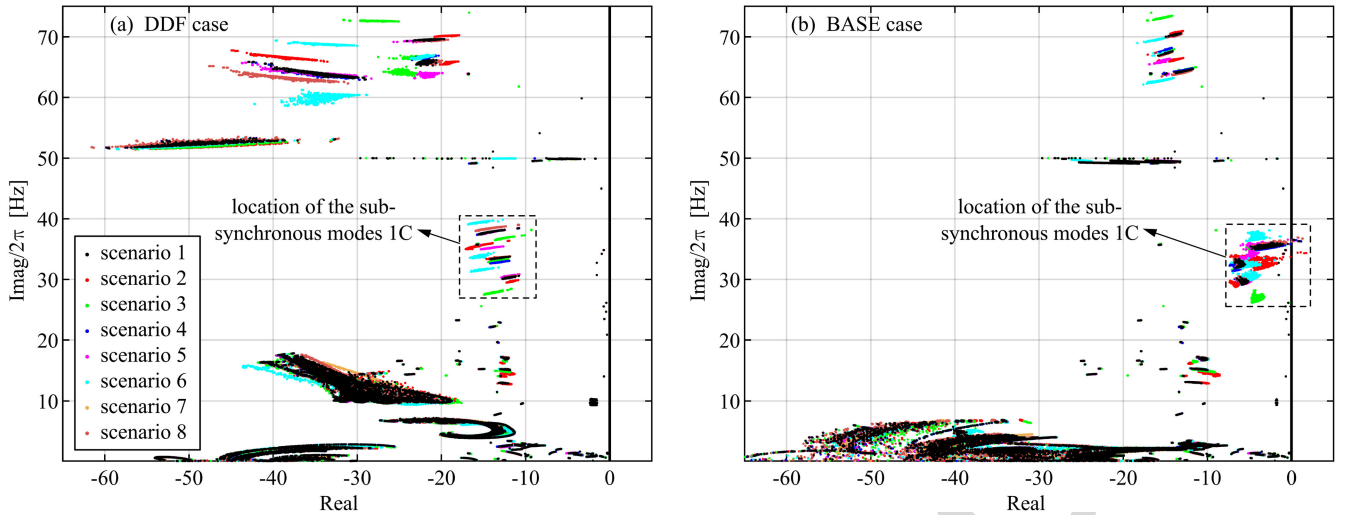 (a) DDF case
70
60
50
40
30
20
10
Imag/2π [Hz]
location of the sub-
synchronous modes 1C
scenario 1
scenario 2
scenario 3
scenario 4
scenario 5
scenario 6
scenario 7
scenario 8
-60 -50 -40 -30 -20 -10 0
Real
(b) BASE case
70
60
50
40
30
20
10
Imag/2π [Hz]
location of the sub-
synchronous modes 1C
-60 -50 -40 -30 -20 -10 0
Real